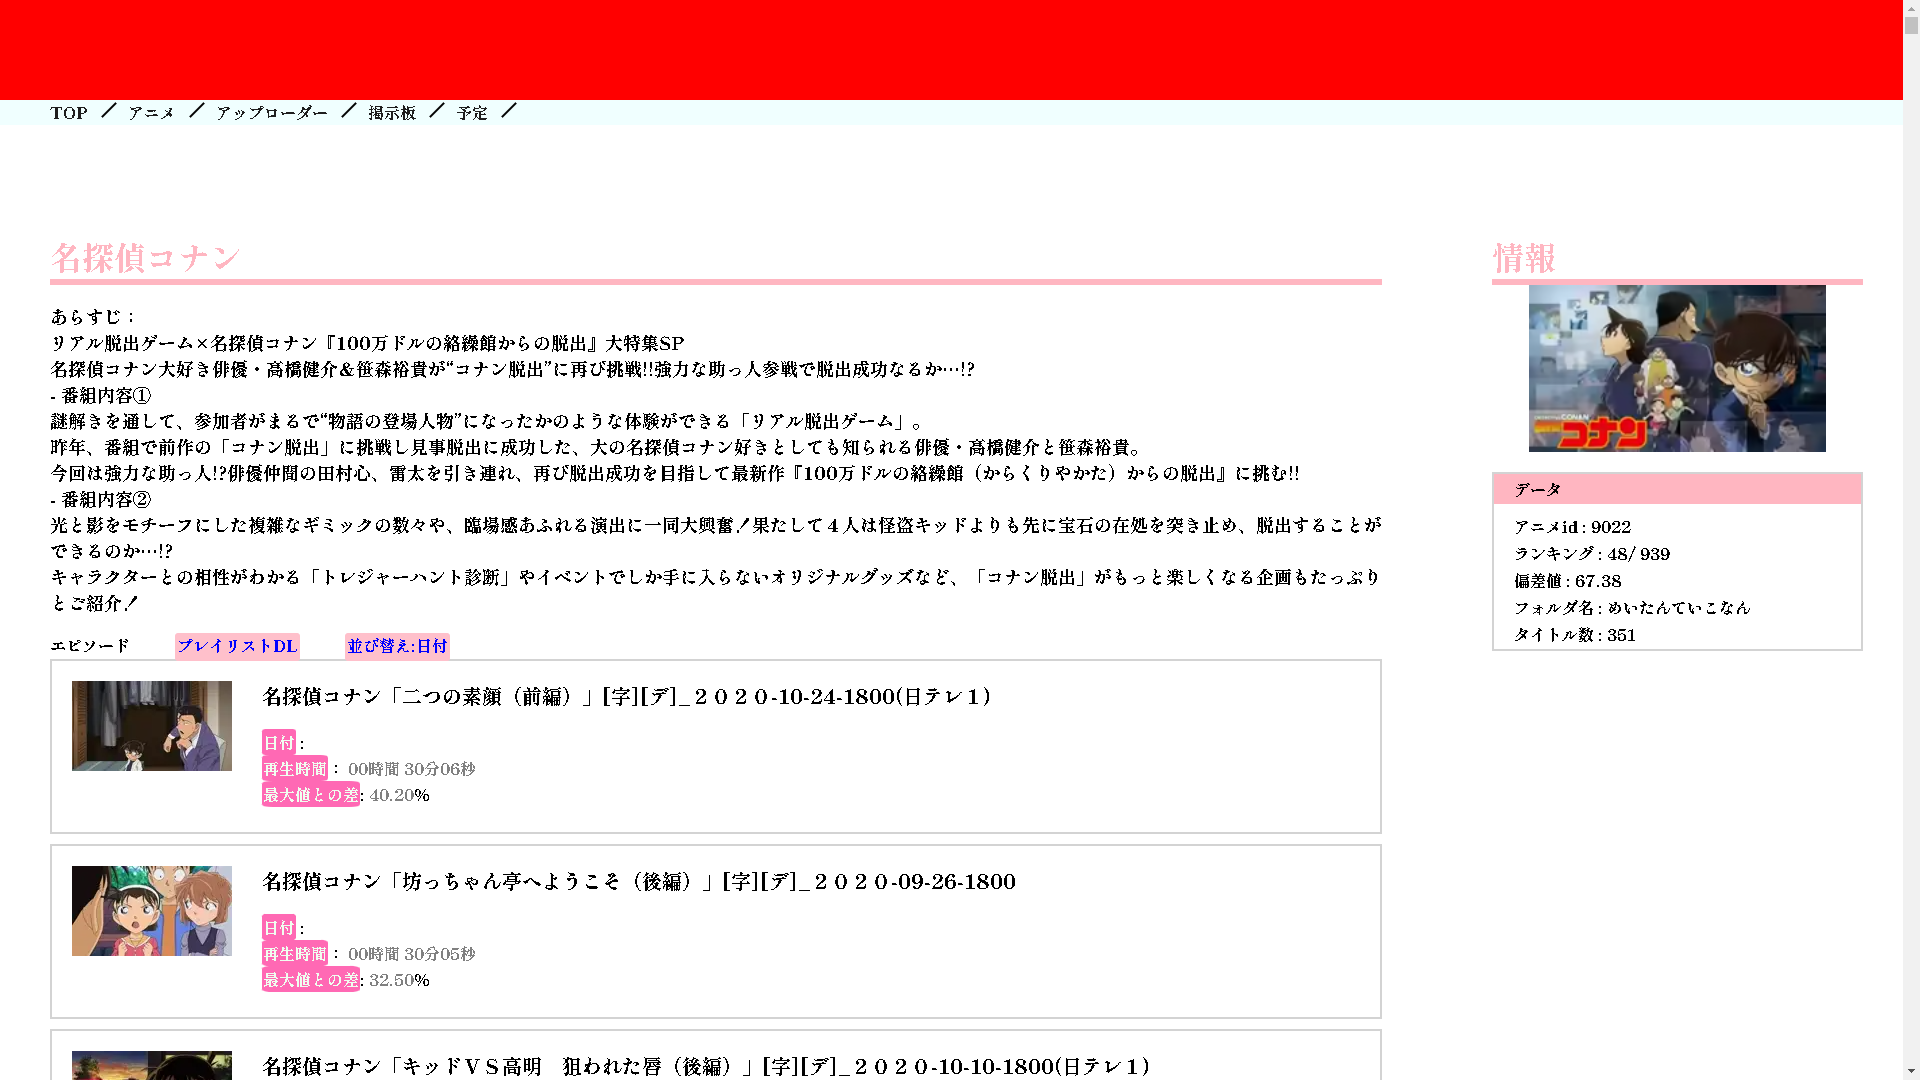 TOP ／ アニメ ／ アップローダー ／ 掲示板 ／ 予定 ／
名探偵コナン
あらすじ：
リアル脱出ゲーム×名探偵コナン『100万ドルの絡繰館からの脱出』大特集SP
名探偵コナン大好き俳優・髙橋健介＆笹森裕貴が“コナン脱出”に再び挑戦!!強力な助っ人参戦で脱出成功なるか…!?
- 番組内容①
謎解きを通して、参加者がまるで“物語の登場人物”になったかのような体験ができる「リアル脱出ゲーム」。
昨年、番組で前作の「コナン脱出」に挑戦し見事脱出に成功した、大の名探偵コナン好きとしても知られる俳優・髙橋健介と笹森裕貴。
今回は強力な助っ人!?俳優仲間の田村心、雷太を引き連れ、再び脱出成功を目指して最新作『100万ドルの絡繰館（からくりやかた）からの脱出』に挑む!!
- 番組内容②
光と影をモチーフにした複雑なギミックの数々や、臨場感あふれる演出に一同大興奮！果たして４人は怪盗キッドよりも先に宝石の在処を突き止め、脱出することが
できるのか…!?
キャラクターとの相性がわかる「トレジャーハント診断」やイベントでしか手に入らないオリジナルグッズなど、「コナン脱出」がもっと楽しくなる企画もたっぷり
とご紹介！
エピソード プレイリストDL 並び替え:日付
名探偵コナン「二つの素顔（前編）」[字][デ]_２０２０-10-24-1800(日テレ１)
日付 :
再生時間 ： 00時間 30分06秒
最大値との差: 40.20%
名探偵コナン「坊っちゃん亭へようこそ（後編）」[字][デ]_２０２０-09-26-1800
日付 :
再生時間 ： 00時間 30分05秒
最大値との差: 32.50%
名探偵コナン「キッドＶＳ高明　狙われた唇（後編）」[字][デ]_２０２０-10-10-1800(日テレ１)
情報
コナン
データ
アニメid : 9022
ランキング : 48/ 939
偏差値 : 67.38
フォルダ名 : めいたんていこなん
タイトル数 : 351